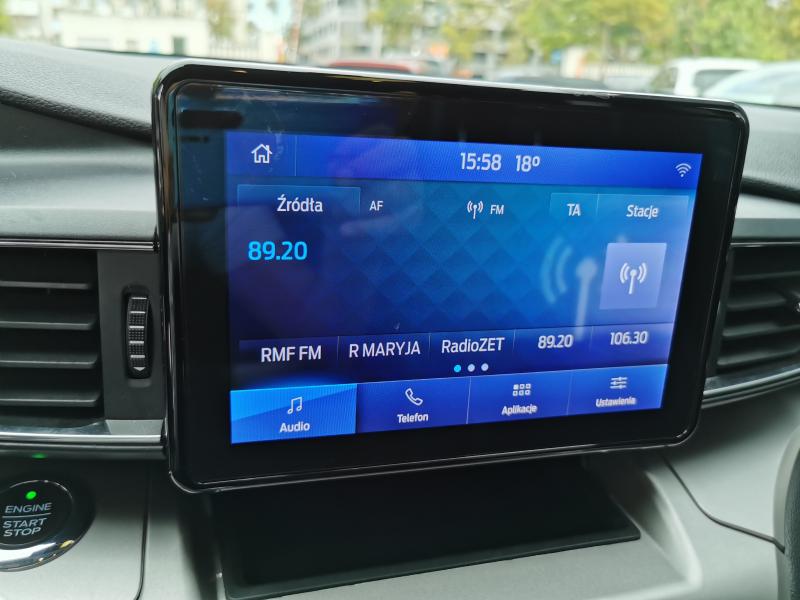 15:58 18º
Źródła AF FM TA Stacje
89.20
RMF FM R MARYJA RadioZET 89.20 106.30
Audio Telefon Aplikacje Ustawienia
ENGINE
START
STOP